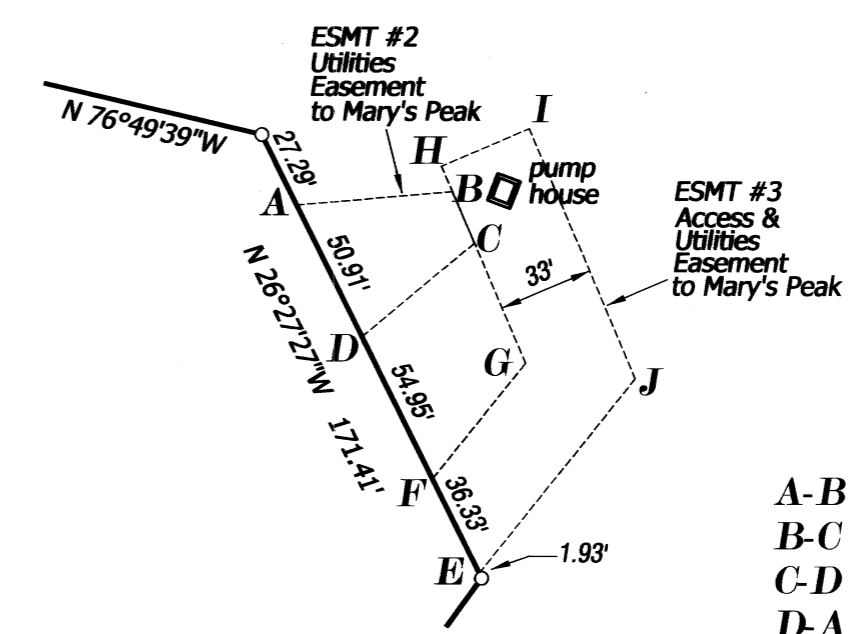 ESMT #2
Utilities
Easement
to Mary's Peak
N 76°49'39"W
27.29'
H
I
pump
house
A
B
C
ESMT #3
Access &
Utilities
Easement
to Mary's Peak
50.91'
33'
N 26°27'27"W 171.41'
D
G
J
54.95'
F
36.33'
E
1.93'
A-B
B-C
C-D
D-A